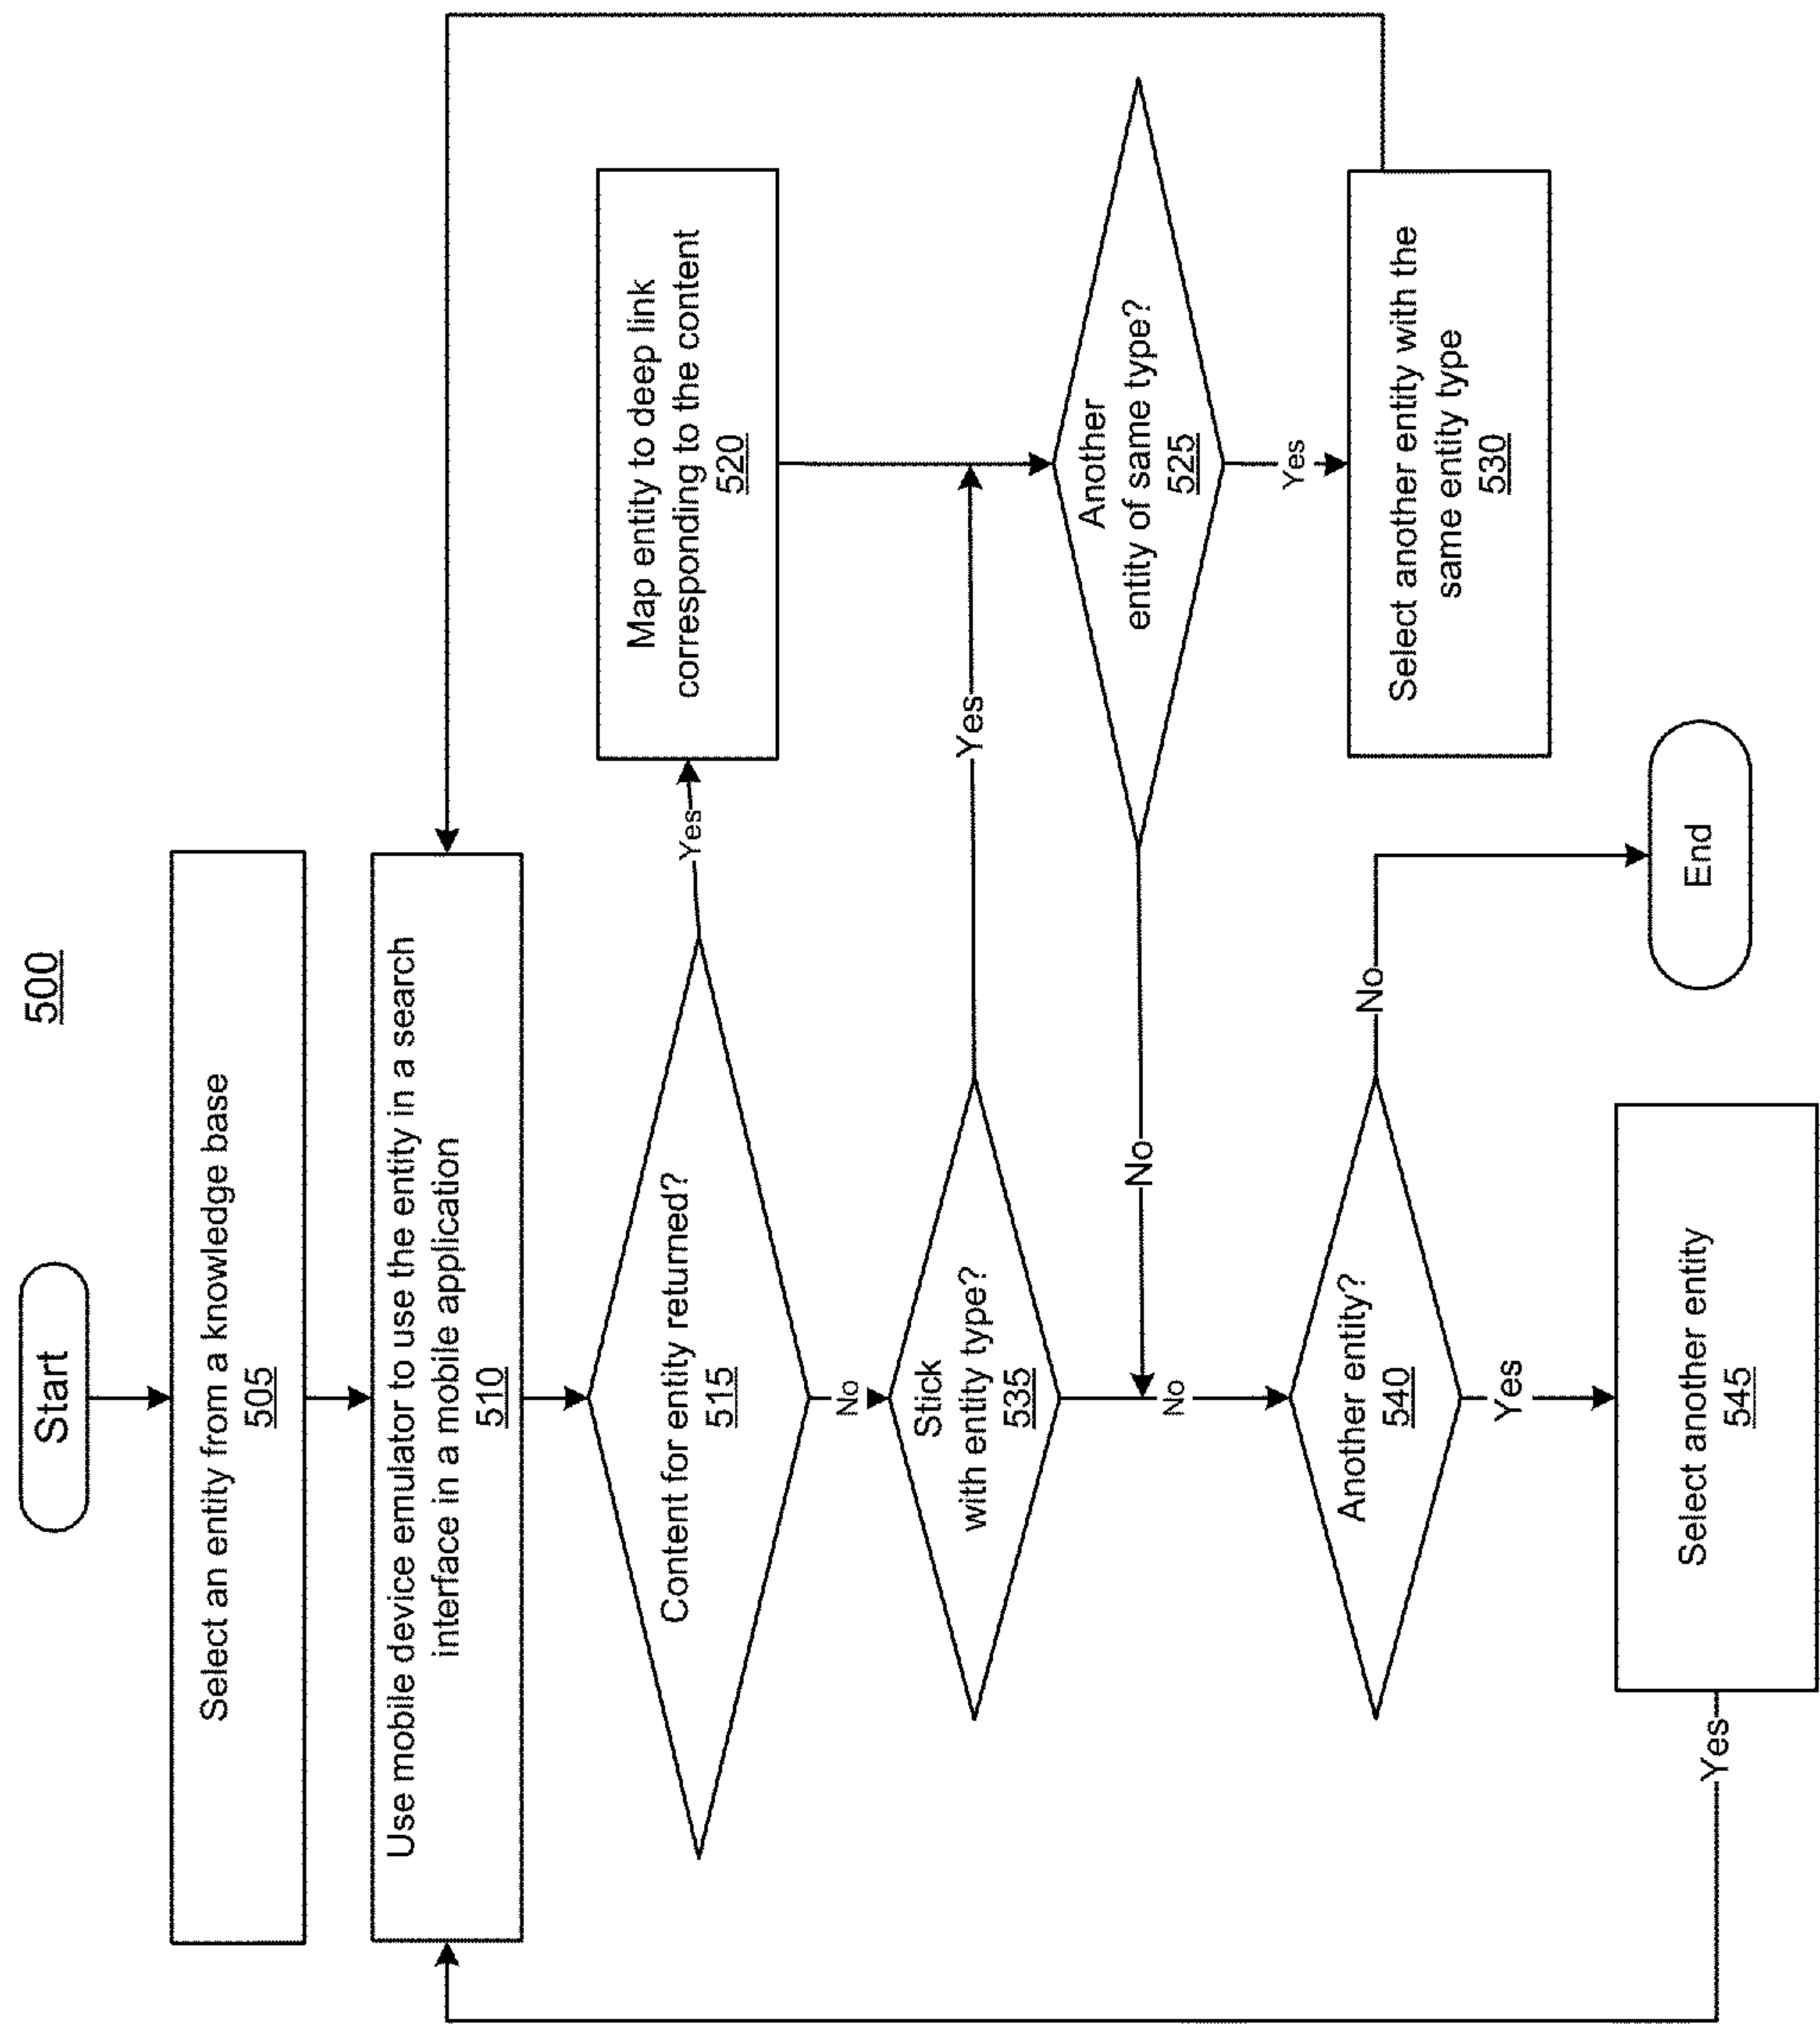 500
Start
Select an entity from a knowledge base
505
Use mobile device emulator to use the entity in a search
interface in a mobile application
510
Content for entity returned?
515
Yes
Map entity to deep link
corresponding to the content
520
No
Stick
with entity type?
535
Yes
Another
entity of same type?
525
Yes
Select another entity with the
same entity type
530
No
No
Another entity?
540
No
End
Yes
Select another entity
545
Yes